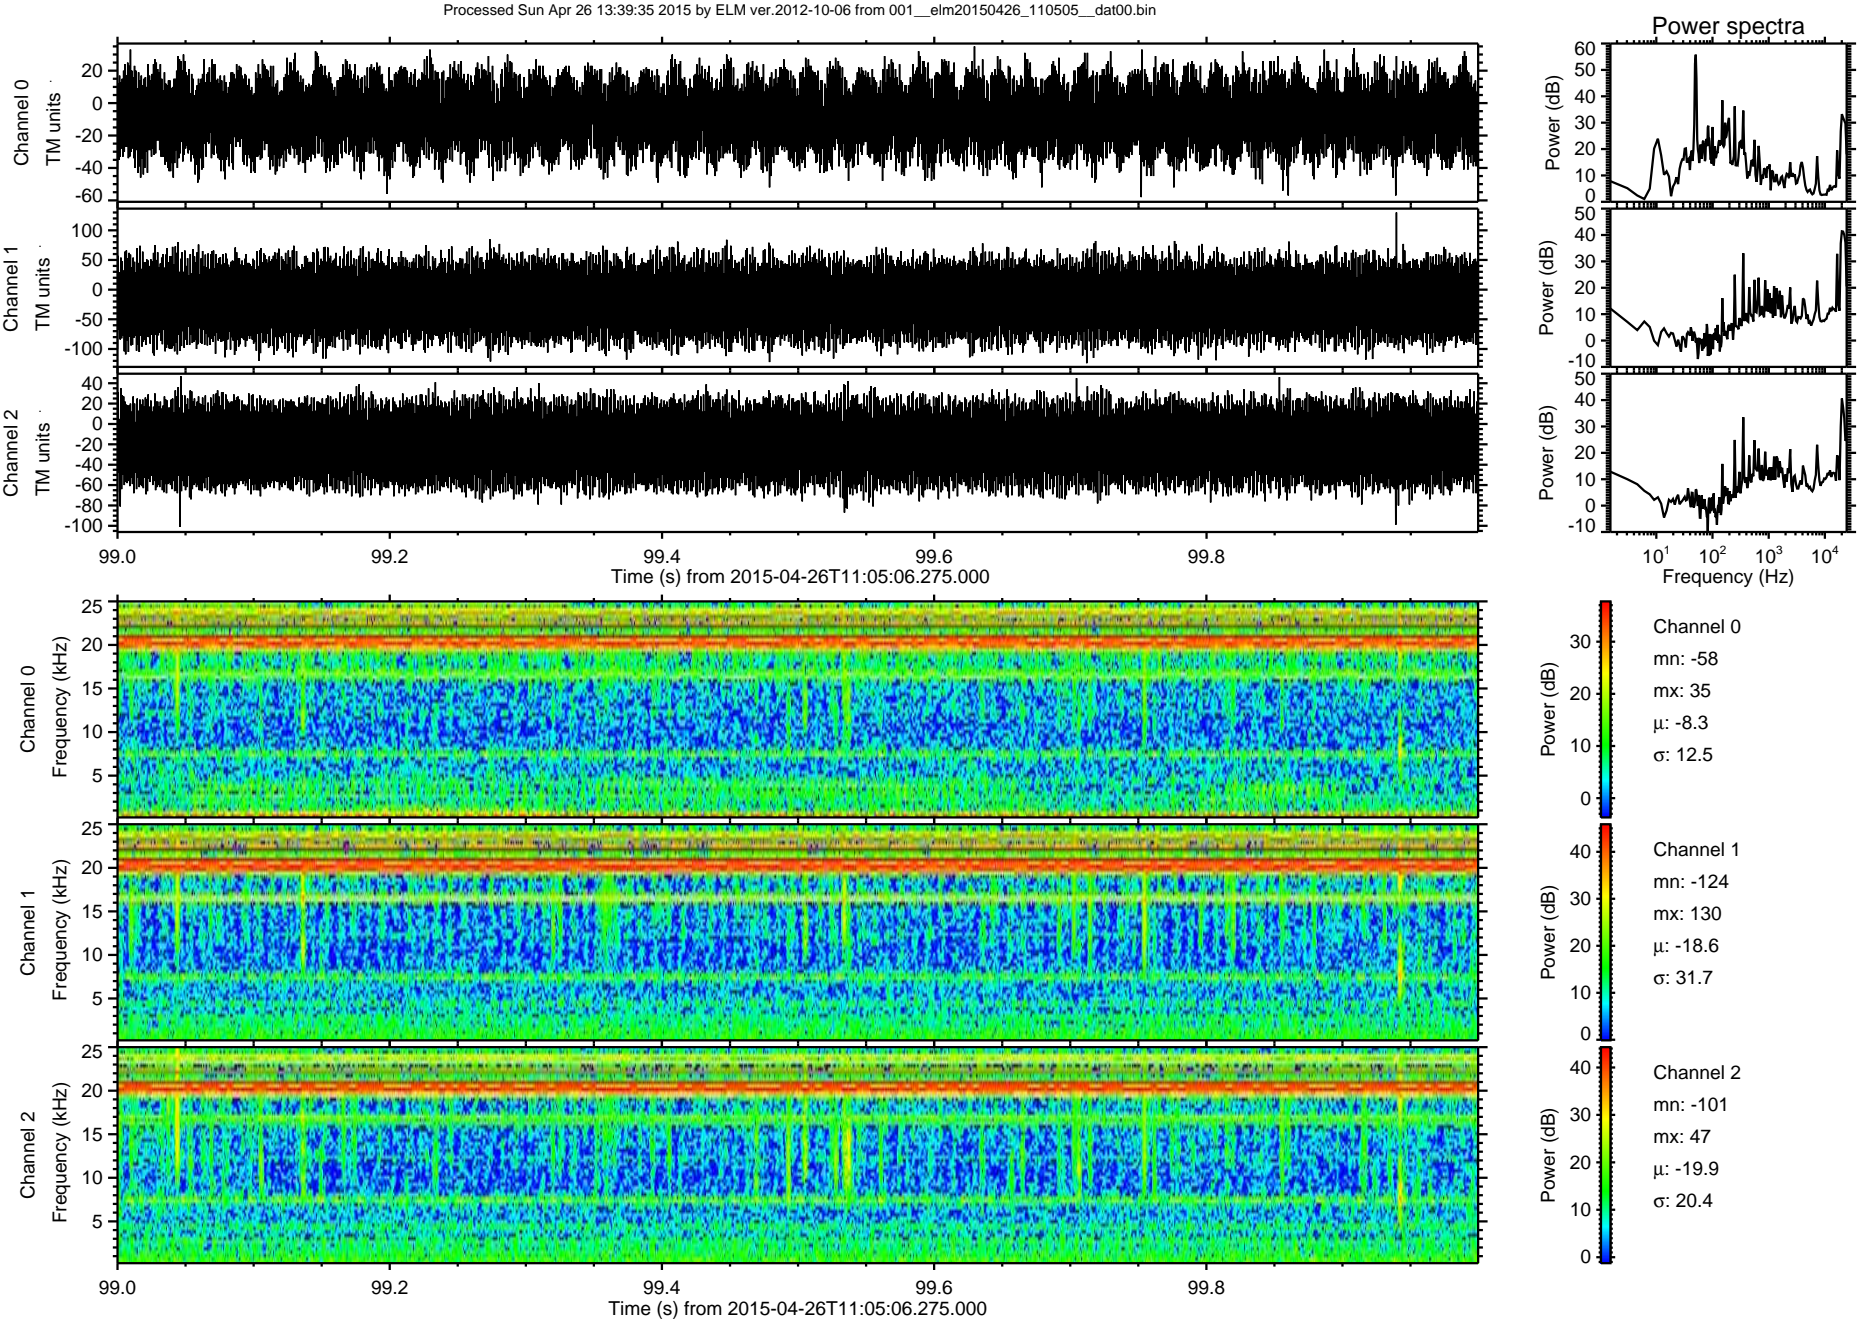 Processed Sun Apr 26 13:39:35 2015 by ELM ver.2012-10-06 from 001__elm20150426_110505__dat00.bin
Power spectra
Channel 0
TM units
20
0
-20
-40
-60
Power (dB)
60
50
40
30
20
10
0
Channel 1
TM units
100
50
0
-50
-100
Power (dB)
50
40
30
20
10
0
-10
Channel 2
TM units
40
20
0
-20
-40
-60
-80
-100
Power (dB)
50
40
30
20
10
0
-10
99.0 99.2 99.4 99.6 99.8
Time (s) from 2015-04-26T11:05:06.275.000
10^1 10^2 10^3 10^4
Frequency (Hz)
Channel 0
Frequency (kHz)
25
20
15
10
5
Power (dB)
30
20
10
0
Channel 0
mn: -58
mx: 35
μ: -8.3
σ: 12.5
Channel 1
Frequency (kHz)
25
20
15
10
5
Power (dB)
40
30
20
10
0
Channel 1
mn: -124
mx: 130
μ: -18.6
σ: 31.7
Channel 2
Frequency (kHz)
25
20
15
10
5
Power (dB)
40
30
20
10
0
Channel 2
mn: -101
mx: 47
μ: -19.9
σ: 20.4
99.0 99.2 99.4 99.6 99.8
Time (s) from 2015-04-26T11:05:06.275.000